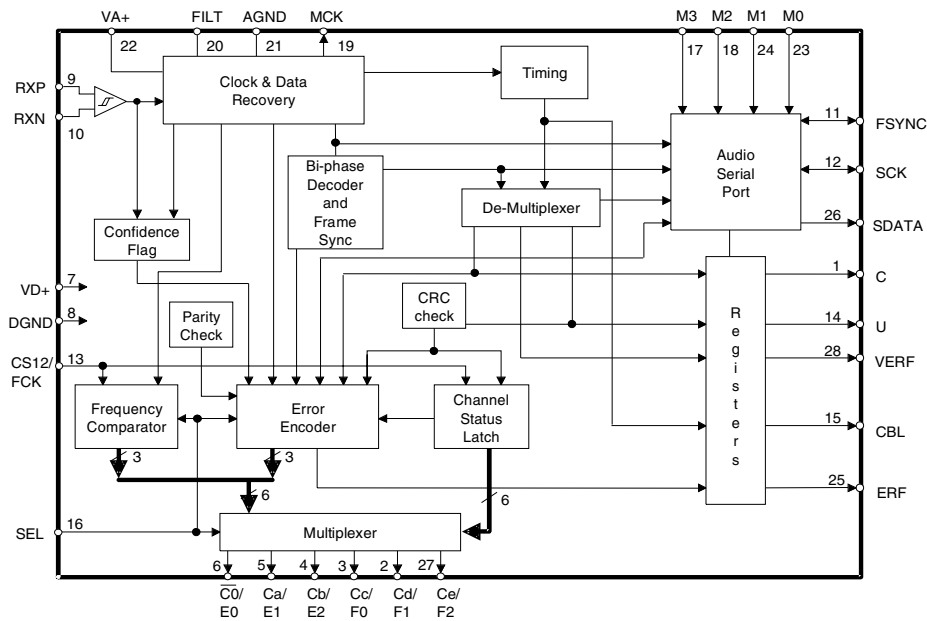 VA+ FILT AGND MCK M3 M2 M1 M0
22 20 21 19 17 18 24 23
RXP 9
RXN 10
Clock & Data
Recovery
Timing
Audio
Serial
Port
11 FSYNC
12 SCK
26 SDATA
Bi-phase
Decoder
and
Frame
Sync
De-Multiplexer
Confidence
Flag
VD+ 7
DGND 8
CS12/
FCK 13
Parity
Check
CRC
check
Registers
1 C
14 U
28 VERF
15 CBL
25 ERF
Frequency
Comparator
Error
Encoder
Channel
Status
Latch
3 3
6 6
SEL 16
Multiplexer
6 5 4 3 2 27
C̅0̅/ Ca/ Cb/ Cc/ Cd/ Ce/
E0 E1 E2 F0 F1 F2